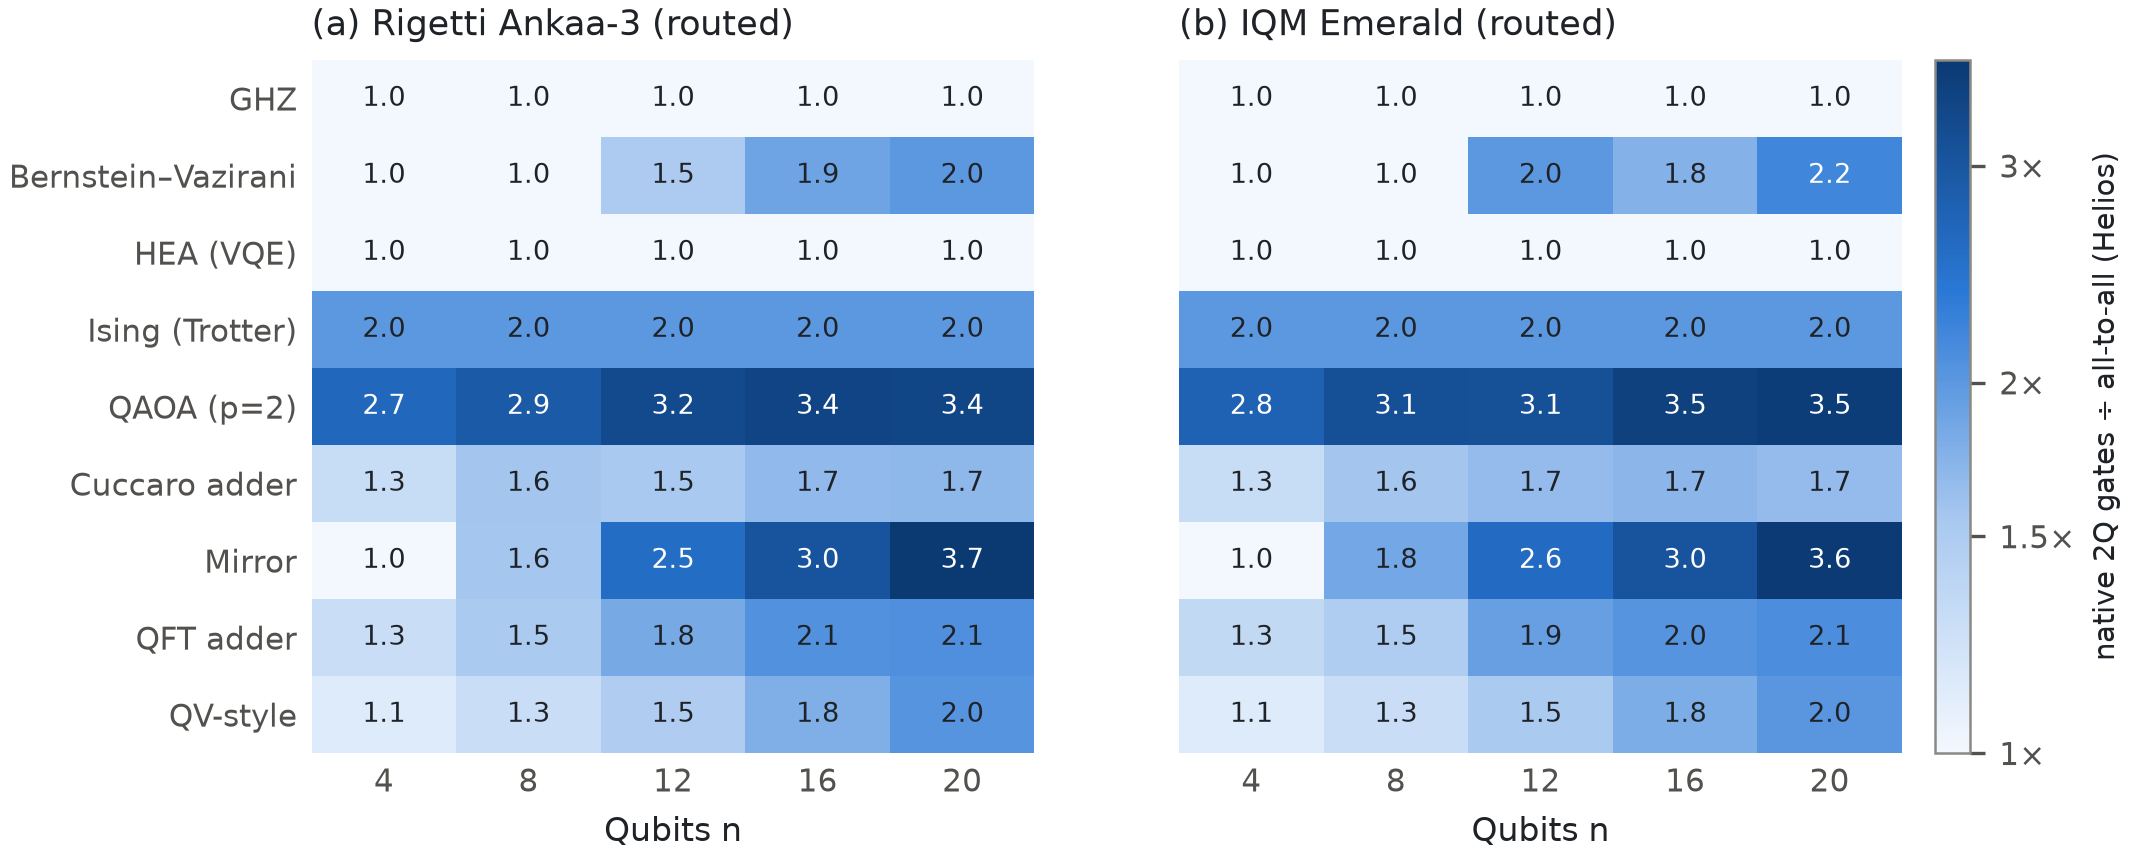 (a) Rigetti Ankaa-3 (routed)
GHZ 1.0 1.0 1.0 1.0 1.0
Bernstein–Vazirani 1.0 1.0 1.5 1.9 2.0
HEA (VQE) 1.0 1.0 1.0 1.0 1.0
Ising (Trotter) 2.0 2.0 2.0 2.0 2.0
QAOA (p=2) 2.7 2.9 3.2 3.4 3.4
Cuccaro adder 1.3 1.6 1.5 1.7 1.7
Mirror 1.0 1.6 2.5 3.0 3.7
QFT adder 1.3 1.5 1.8 2.1 2.1
QV-style 1.1 1.3 1.5 1.8 2.0
4 8 12 16 20
Qubits n
(b) IQM Emerald (routed)
1.0 1.0 1.0 1.0 1.0
1.0 1.0 2.0 1.8 2.2
1.0 1.0 1.0 1.0 1.0
2.0 2.0 2.0 2.0 2.0
2.8 3.1 3.1 3.5 3.5
1.3 1.6 1.7 1.7 1.7
1.0 1.8 2.6 3.0 3.6
1.3 1.5 1.9 2.0 2.1
1.1 1.3 1.5 1.8 2.0
4 8 12 16 20
Qubits n
3×
2×
1.5×
1×
native 2Q gates ÷ all-to-all (Helios)